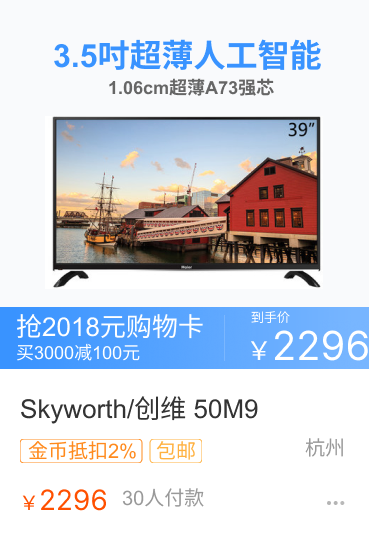 3.5吋超薄人工智能
1.06cm超薄A73强芯
39”
Haier
抢2018元购物卡
买3000减100元
到手价
￥2296
Skyworth/创维 50M9
金币抵扣2% 包邮 杭州
￥2296 30人付款